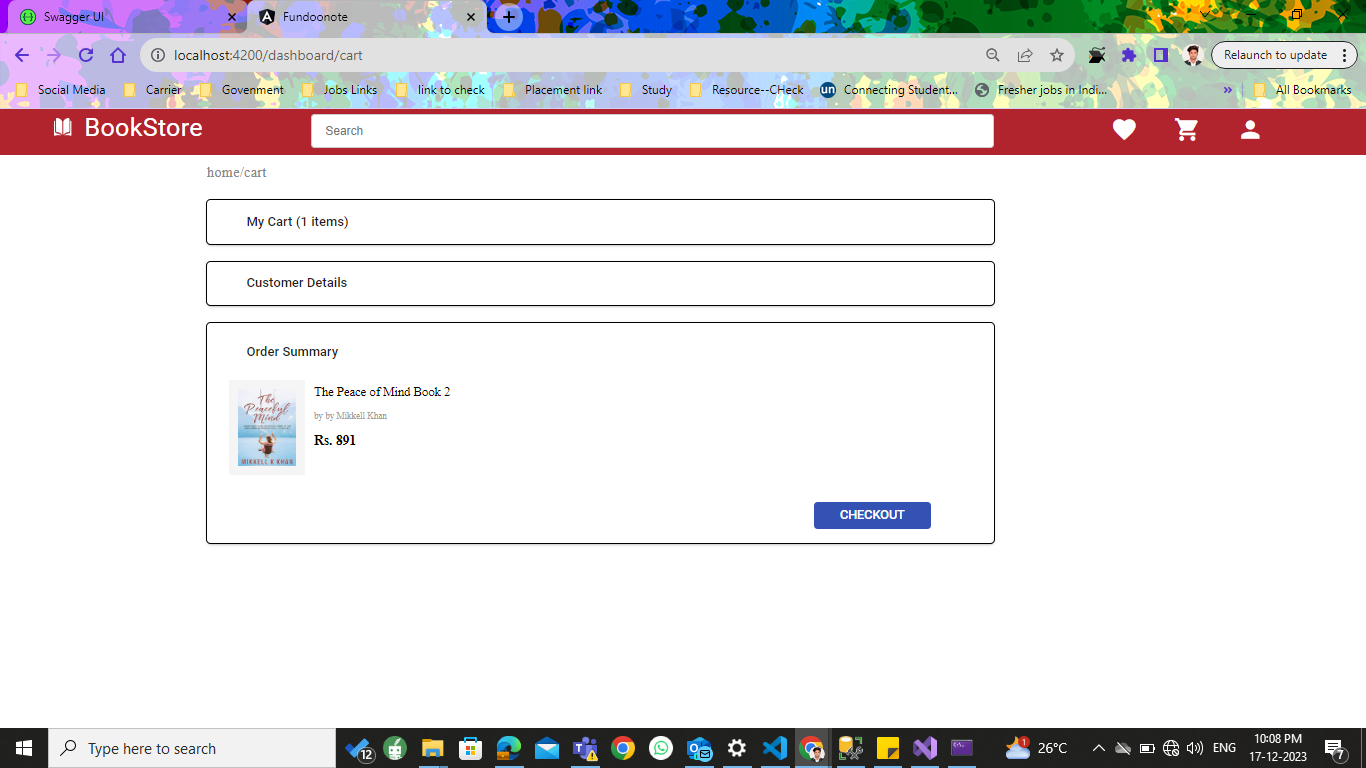 Swagger UI
Fundoonote
localhost:4200/dashboard/cart
Relaunch to update
Social Media
Carrier
Govenment
Jobs Links
link to check
Placement link
Study
Resource--CHeck
un
Connecting Student...
Fresher jobs in Indi...
»
All Bookmarks
BookStore
Search
home/cart
My Cart (1 items)
Customer Details
Order Summary
The Peaceful Mind
MIKKELL K KHAN
The Peace of Mind Book 2
by by Mikkell Khan
Rs. 891
CHECKOUT
Type here to search
12
1
26°C
ENG
10:08 PM
17-12-2023
7